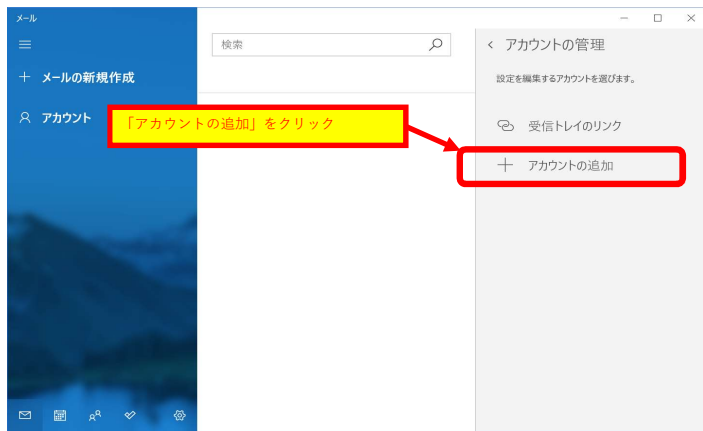 メール
検索
アカウントの管理
メールの新規作成
設定を編集するアカウントを選びます。
アカウント
「アカウントの追加」をクリック
受信トレイのリンク
アカウントの追加